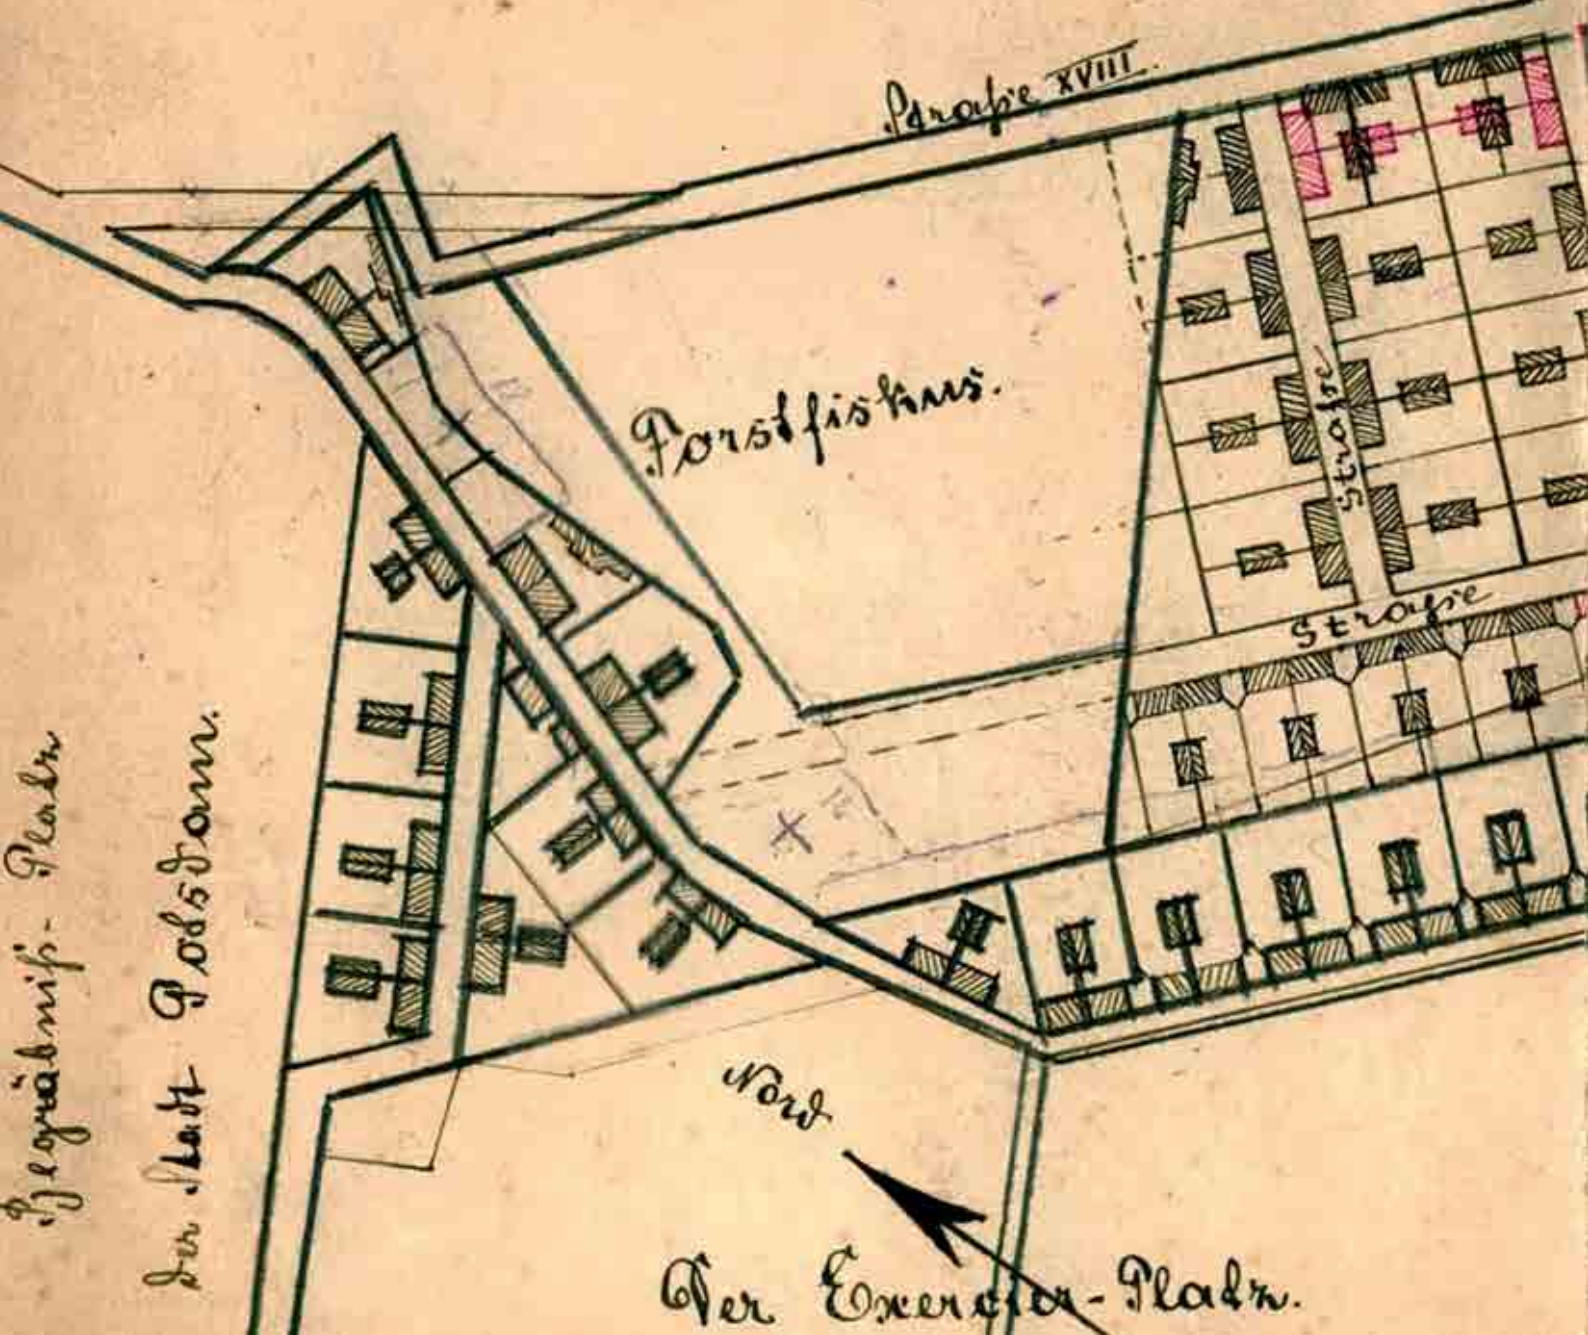 Straße XVIII.
Forstfiskus.
Straße
Straße
Begräbniß-Platz
der Stadt Potsdam.
Nord
Der Exercier-Platz.